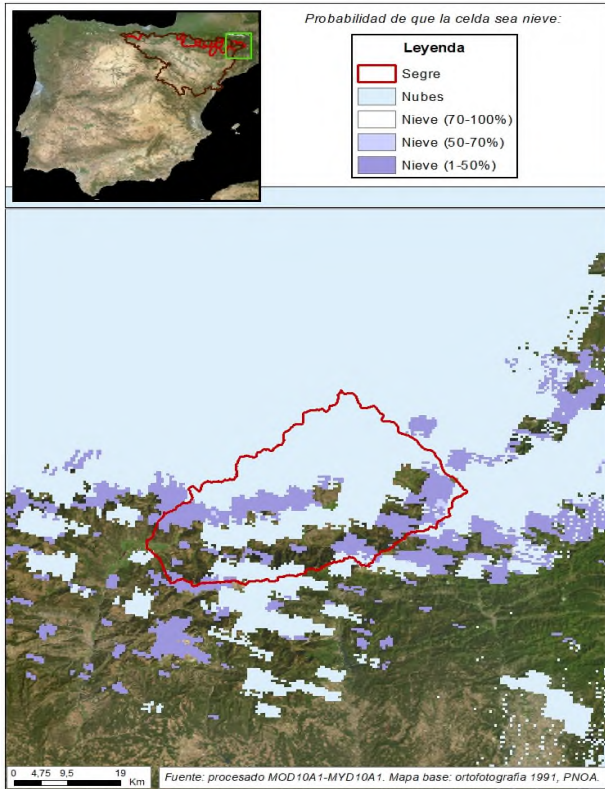 Probabilidad de que la celda sea nieve:
Leyenda
Segre
Nubes
Nieve (70-100%)
Nieve (50-70%)
Nieve (1-50%)
0 4,75 9,5 19
Km
Fuente: procesado MOD10A1-MYD10A1. Mapa base: ortofotografía 1991, PNOA.